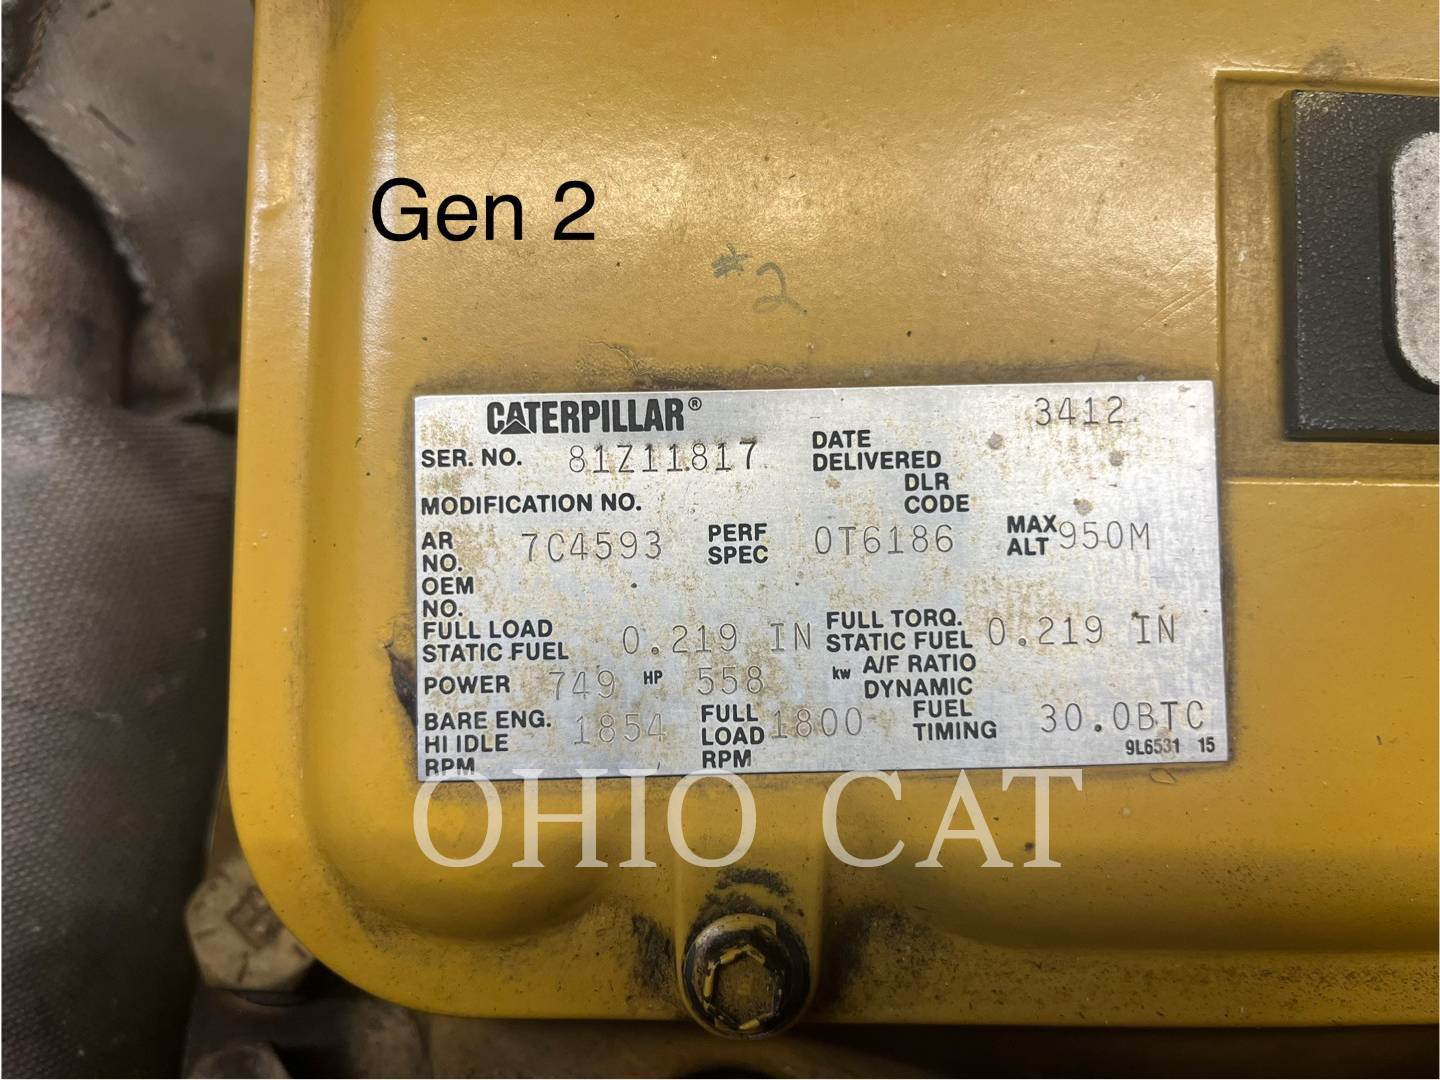 Gen 2
#2
CATERPILLAR® 3412
SER. NO. 81Z11817 DATE DELIVERED
DLR CODE
MODIFICATION NO.
AR NO. 7C4593 PERF SPEC 0T6186 MAX ALT 950M
OEM NO.
FULL LOAD STATIC FUEL 0.219 IN FULL TORQ. STATIC FUEL 0.219 IN
POWER 749 HP 558 kw A/F RATIO DYNAMIC
BARE ENG. HI IDLE RPM 1854 FULL LOAD RPM 1800 FUEL TIMING 30.0BTC
9L6531 15
OHIO CAT